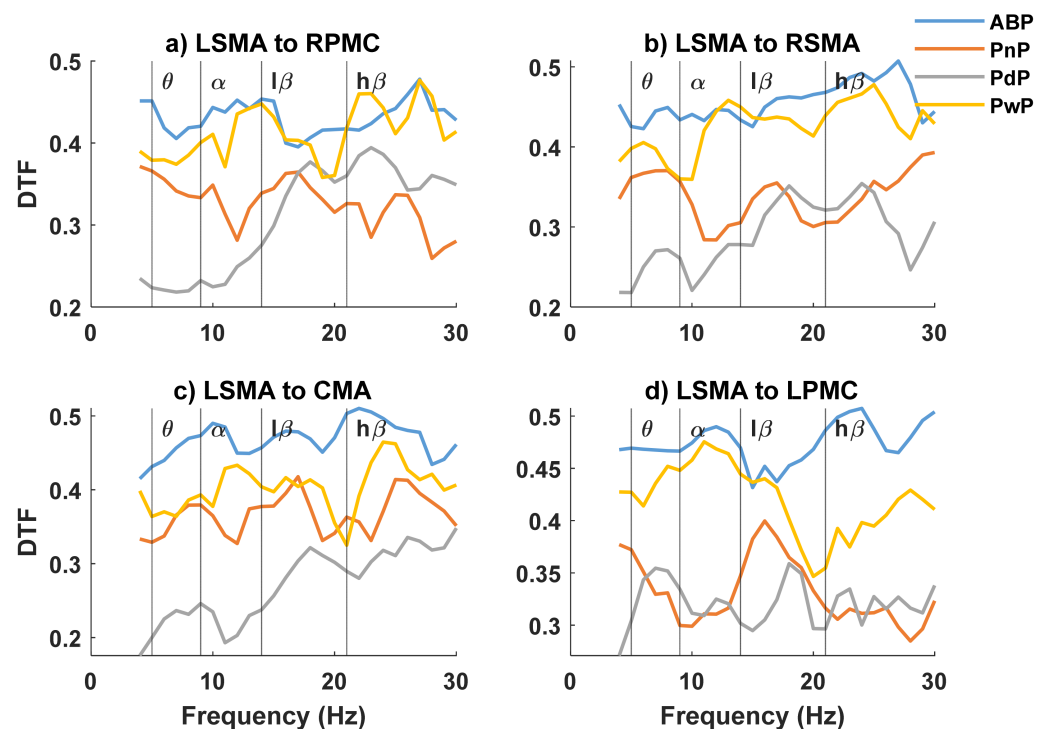 ABP
PnP
PdP
PwP
a) LSMA to RPMC
θ α lβ hβ
DTF
0.5
0.4
0.3
0.2
0 10 20 30
b) LSMA to RSMA
θ α lβ hβ
0.5
0.4
0.3
0.2
0 10 20 30
c) LSMA to CMA
θ α lβ hβ
DTF
0.5
0.4
0.3
0.2
0 10 20 30
Frequency (Hz)
d) LSMA to LPMC
θ α lβ hβ
0.5
0.45
0.4
0.35
0.3
0 10 20 30
Frequency (Hz)